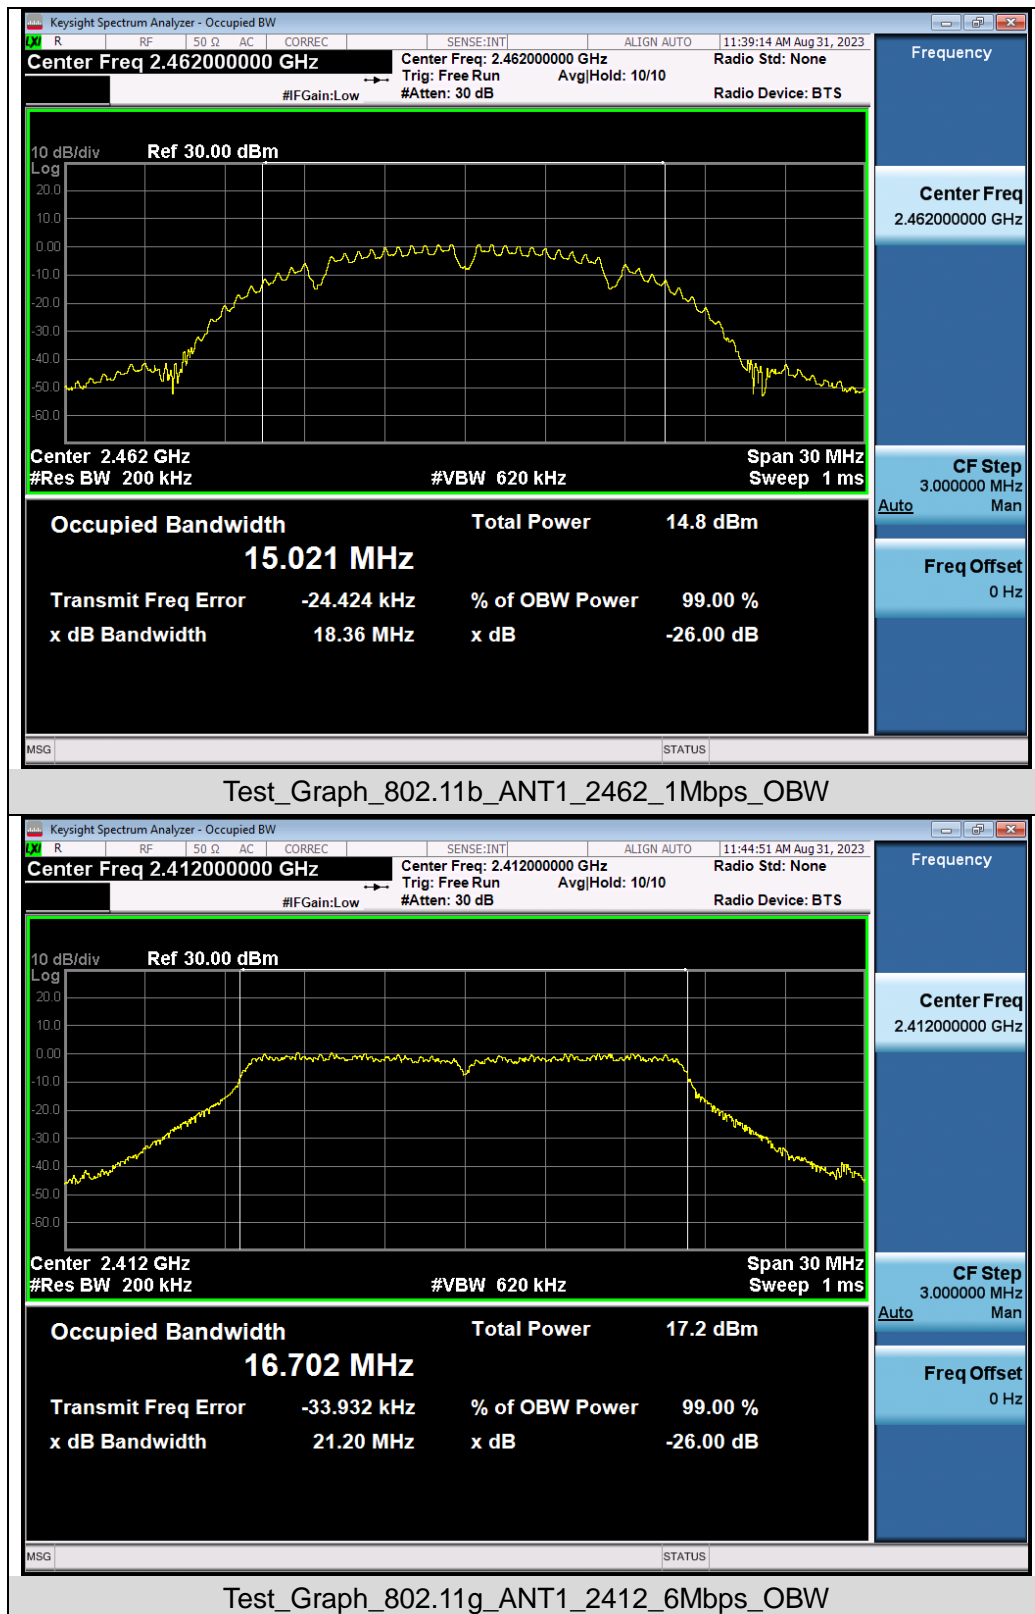 Keysight Spectrum Analyzer - Occupied BW
LXI R RF 50 Ω AC CORREC SENSE:INT ALIGN AUTO 11:39:14 AM Aug 31, 2023
Center Freq 2.462000000 GHz
Center Freq: 2.462000000 GHz Radio Std: None
Trig: Free Run Avg|Hold: 10/10
#IFGain:Low #Atten: 30 dB Radio Device: BTS
Frequency
10 dB/div Ref 30.00 dBm
Log
20.0
10.0
0.00
-10.0
-20.0
-30.0
-40.0
-50.0
-60.0
Center Freq
2.462000000 GHz
Center 2.462 GHz Span 30 MHz
#Res BW 200 kHz #VBW 620 kHz Sweep 1 ms
CF Step
3.000000 MHz
Auto Man
Occupied Bandwidth Total Power 14.8 dBm
15.021 MHz
Transmit Freq Error -24.424 kHz % of OBW Power 99.00 %
x dB Bandwidth 18.36 MHz x dB -26.00 dB
Freq Offset
0 Hz
MSG STATUS
Test_Graph_802.11b_ANT1_2462_1Mbps_OBW
Keysight Spectrum Analyzer - Occupied BW
LXI R RF 50 Ω AC CORREC SENSE:INT ALIGN AUTO 11:44:51 AM Aug 31, 2023
Center Freq 2.412000000 GHz
Center Freq: 2.412000000 GHz Radio Std: None
Trig: Free Run Avg|Hold: 10/10
#IFGain:Low #Atten: 30 dB Radio Device: BTS
Frequency
10 dB/div Ref 30.00 dBm
Log
20.0
10.0
0.00
-10.0
-20.0
-30.0
-40.0
-50.0
-60.0
Center Freq
2.412000000 GHz
Center 2.412 GHz Span 30 MHz
#Res BW 200 kHz #VBW 620 kHz Sweep 1 ms
CF Step
3.000000 MHz
Auto Man
Occupied Bandwidth Total Power 17.2 dBm
16.702 MHz
Transmit Freq Error -33.932 kHz % of OBW Power 99.00 %
x dB Bandwidth 21.20 MHz x dB -26.00 dB
Freq Offset
0 Hz
MSG STATUS
Test_Graph_802.11g_ANT1_2412_6Mbps_OBW